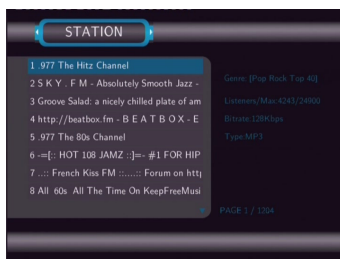 STATION
1 .977 The Hitz Channel
2 S K Y . F M - Absolutely Smooth Jazz -
3 Groove Salad: a nicely chilled plate of am
4 http://beatbox.fm - B E A T B O X - E
5 .977 The 80s Channel
6 -=[:: HOT 108 JAMZ ::]=- #1 FOR HIP
7 ..:: French Kiss FM ::....:: Forum on http
8 All 60s All The Time On KeepFreeMusi
Genre: [Pop Rock Top 40]
Listeners/Max:4243/24900
Bitrate:128Kbps
Type:MP3
PAGE 1 / 1204